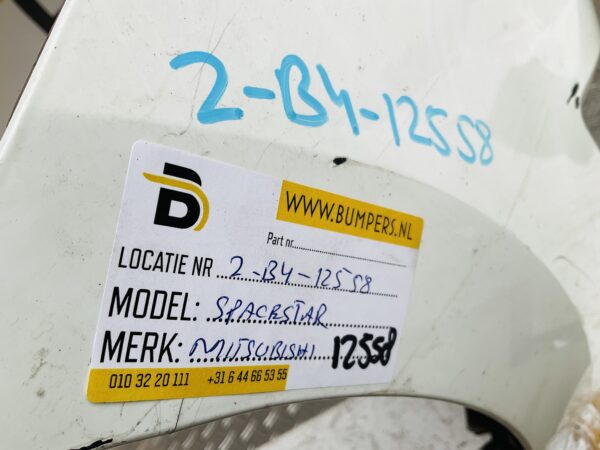 2-B4-12558
WWW.BUMPERS.NL
Part nr.
LOCATIE NR 2-B4-12558
MODEL: SPACESTAR
MERK: MITSUBISHI 12558
010 32 20 111 +31 6 44 66 53 55